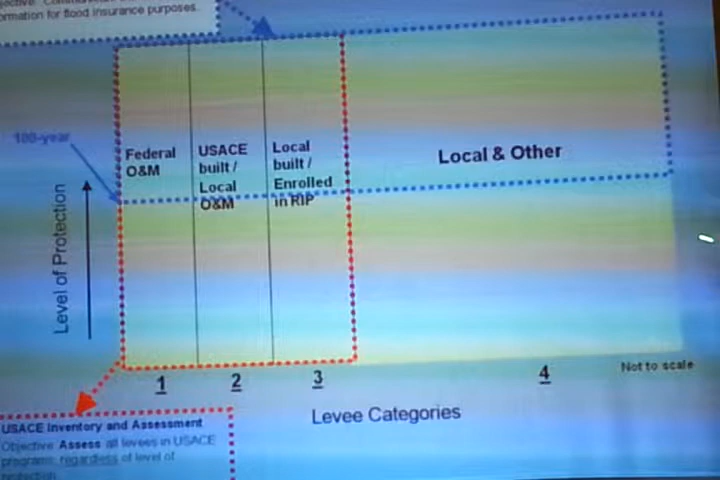 ormation for flood insurance purposes.
100-year
Federal
O&M
USACE
built /
Local
O&M
Local
built /
Enrolled
in RIP
Local & Other
Level of Protection
1
2
3
4
Not to scale
Levee Categories
USACE Inventory and Assessment
Objective: Assess all levees in USACE
programs, regardless of level of
protection